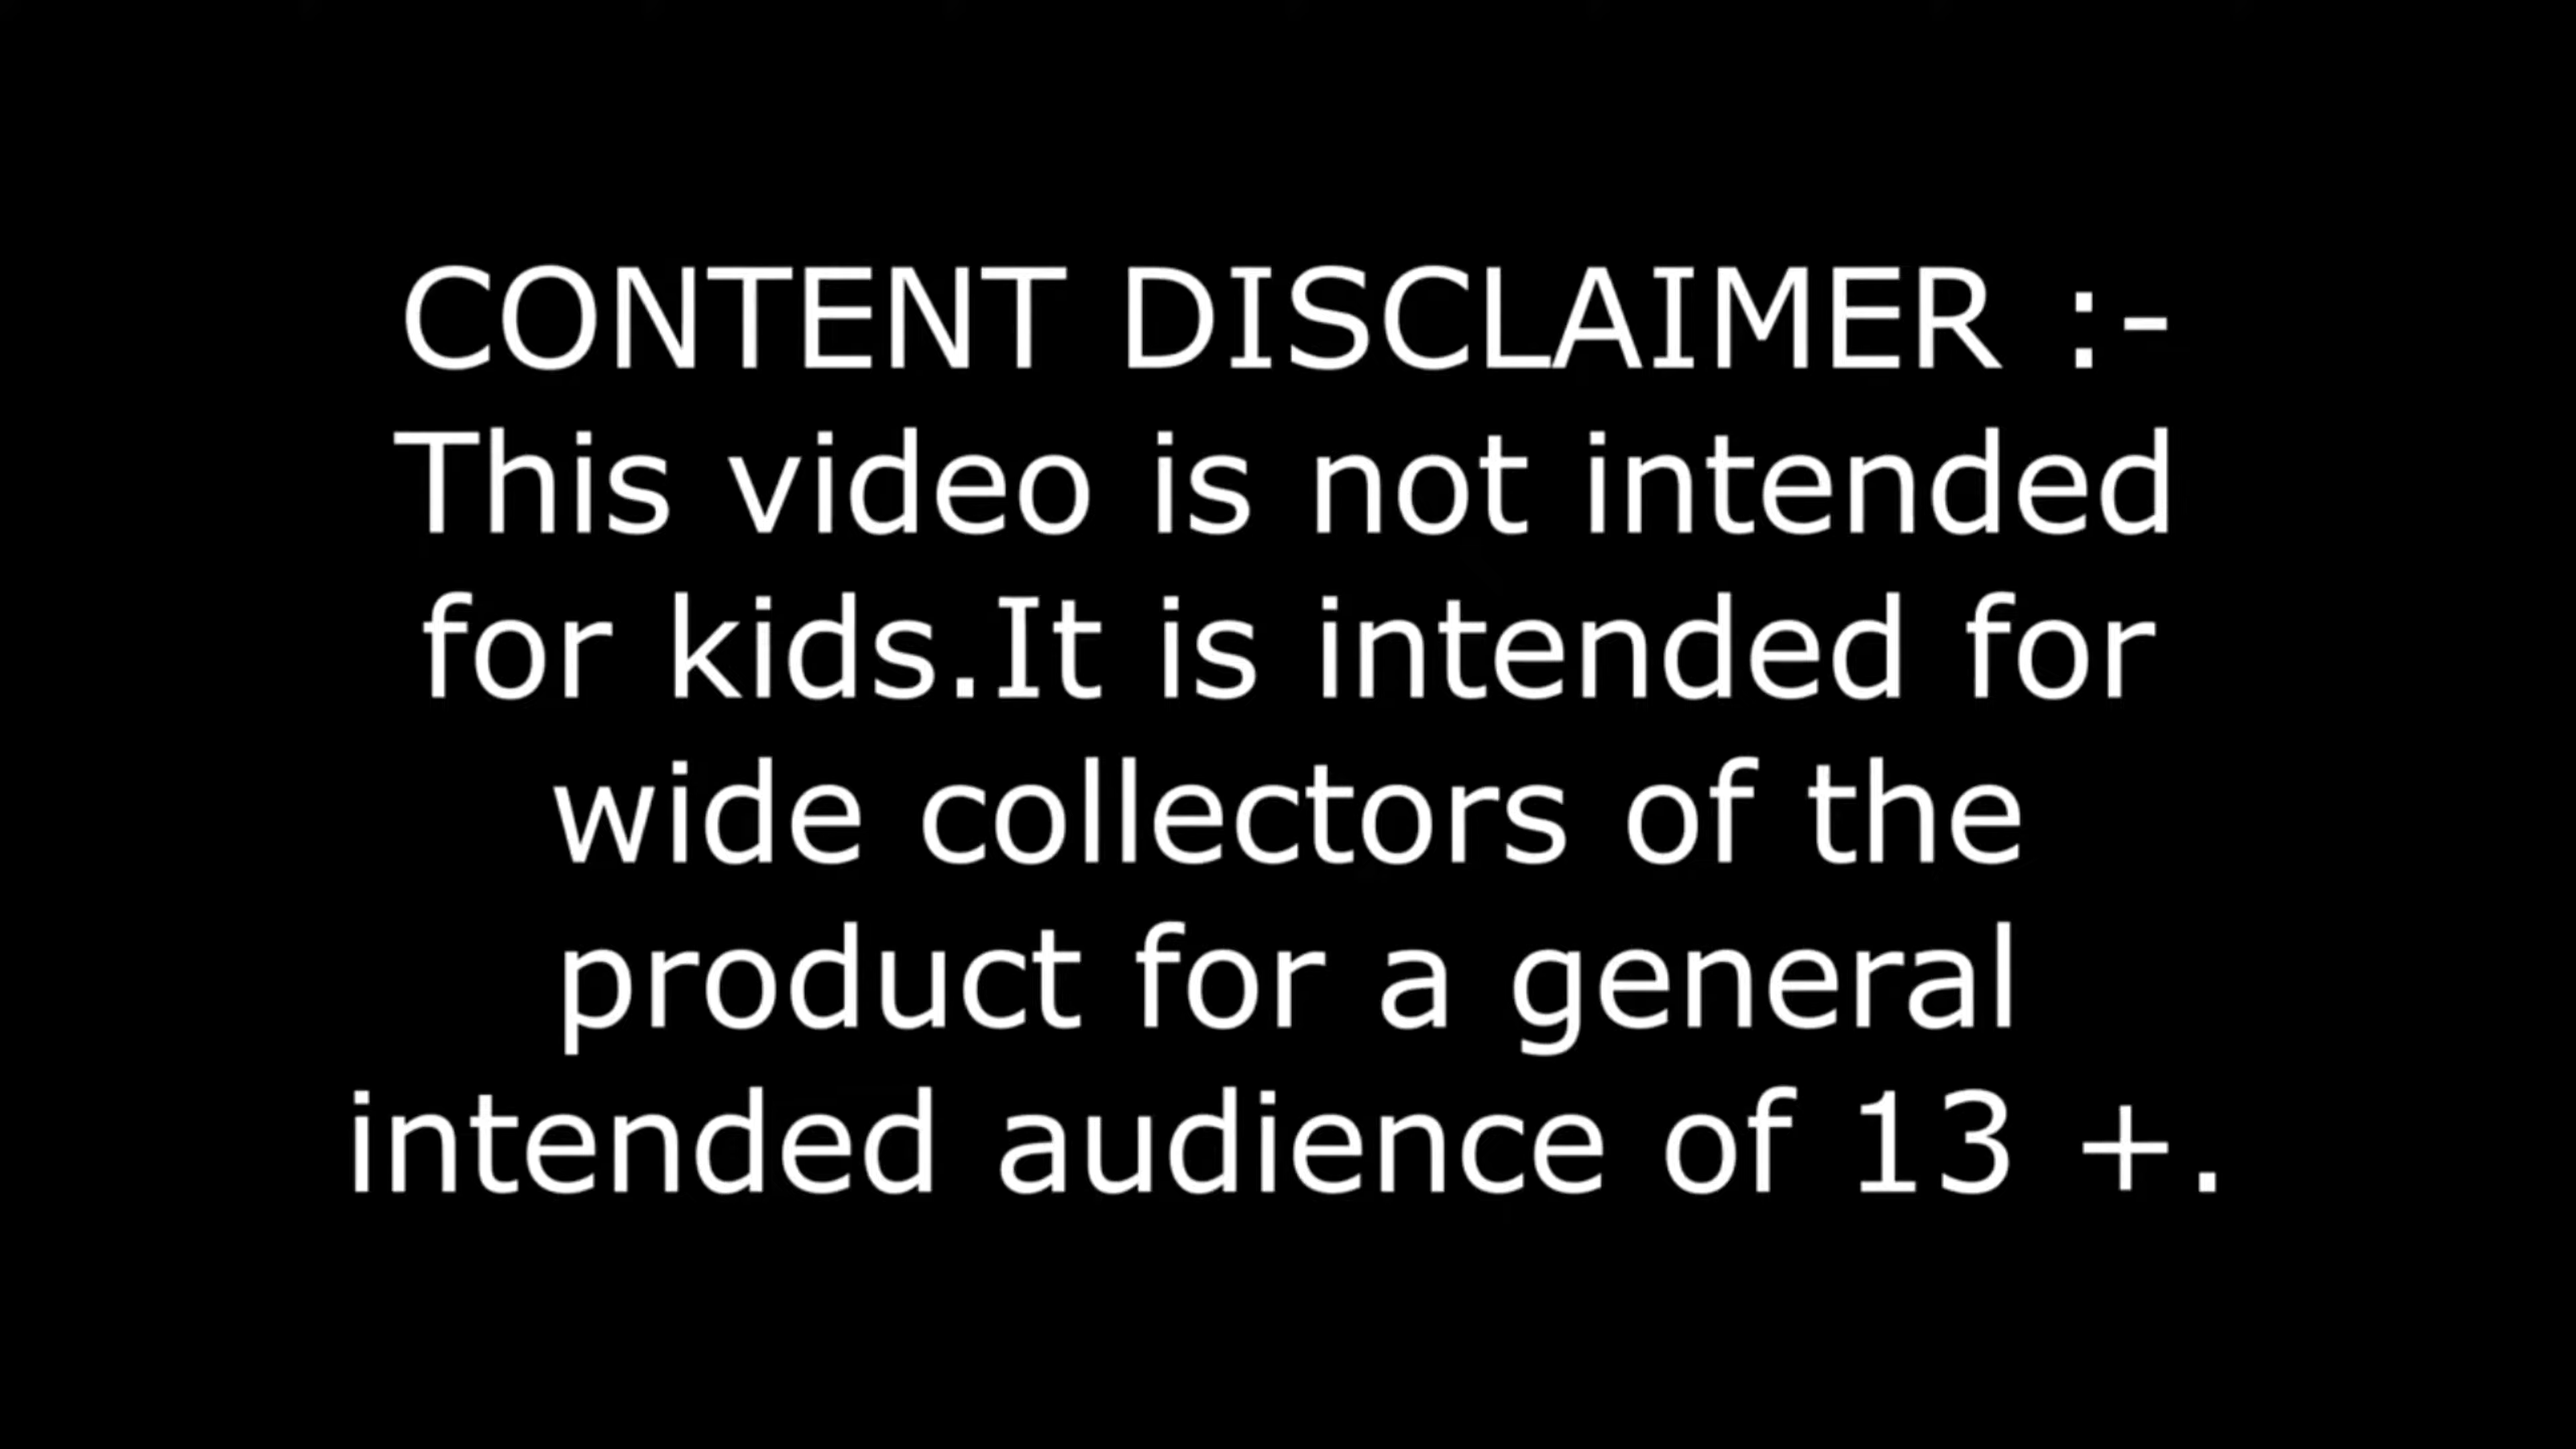 CONTENT DISCLAIMER :-
This video is not intended
for kids.It is intended for
wide collectors of the
product for a general
intended audience of 13 +.